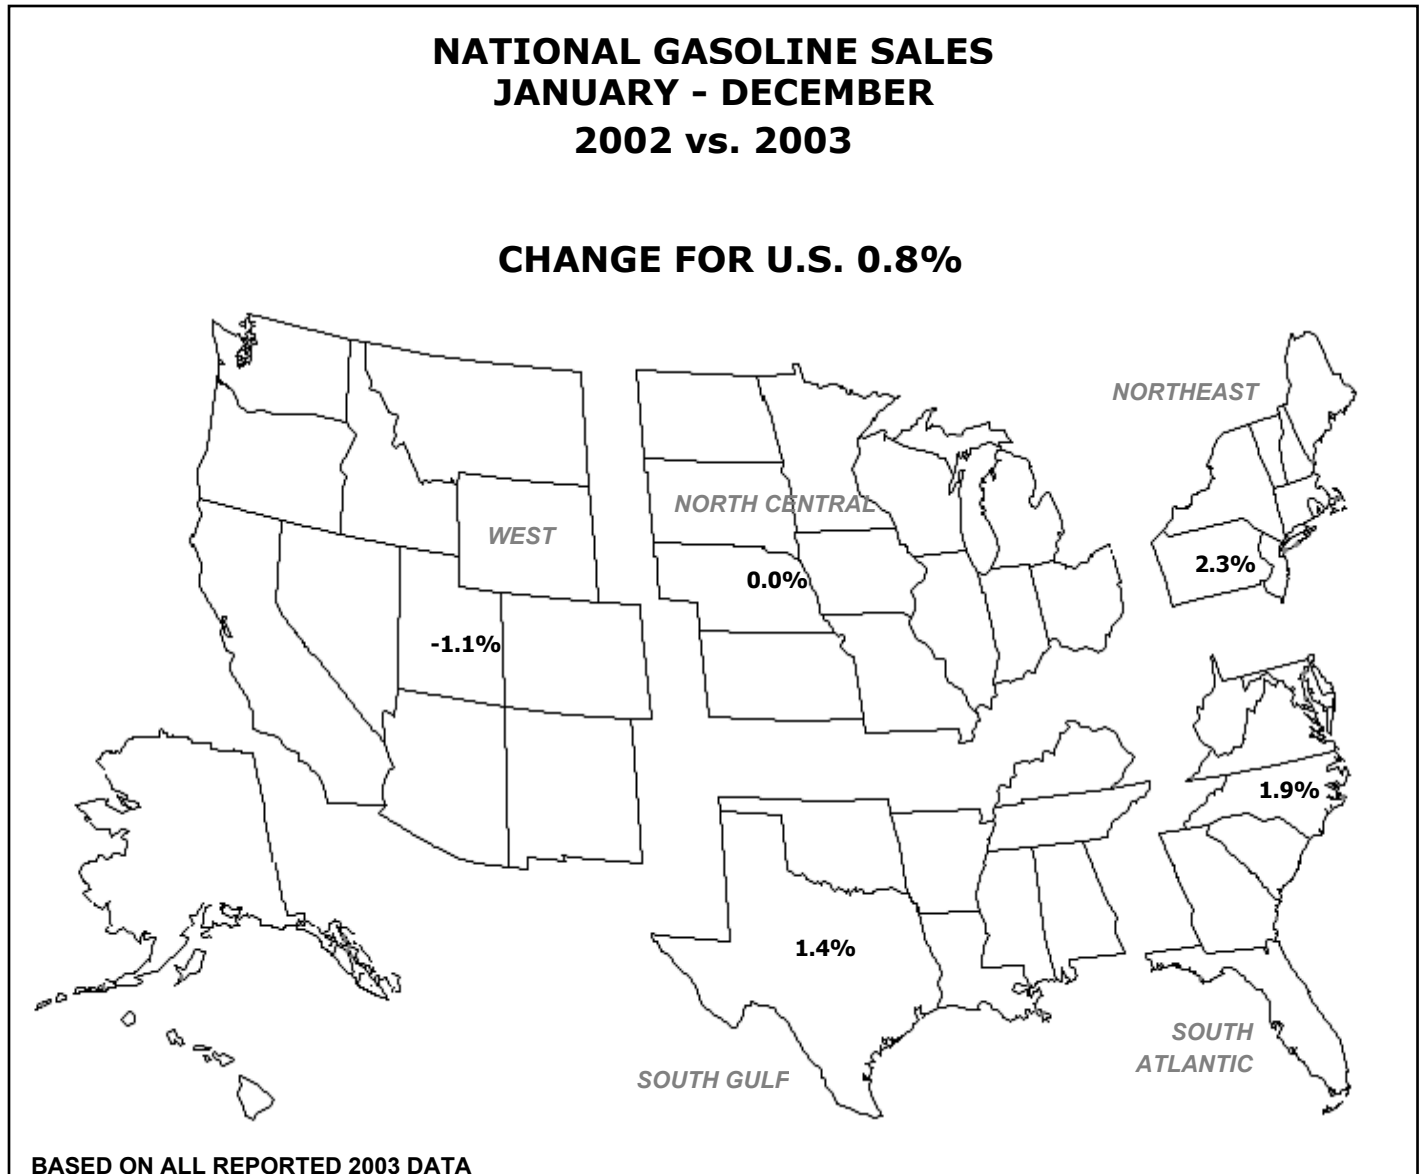 NATIONAL GASOLINE SALES
JANUARY - DECEMBER
2002 vs. 2003
CHANGE FOR U.S. 0.8%
NORTHEAST
NORTH CENTRAL
WEST
2.3%
0.0%
-1.1%
1.9%
1.4%
SOUTH
ATLANTIC
SOUTH GULF
BASED ON ALL REPORTED 2003 DATA